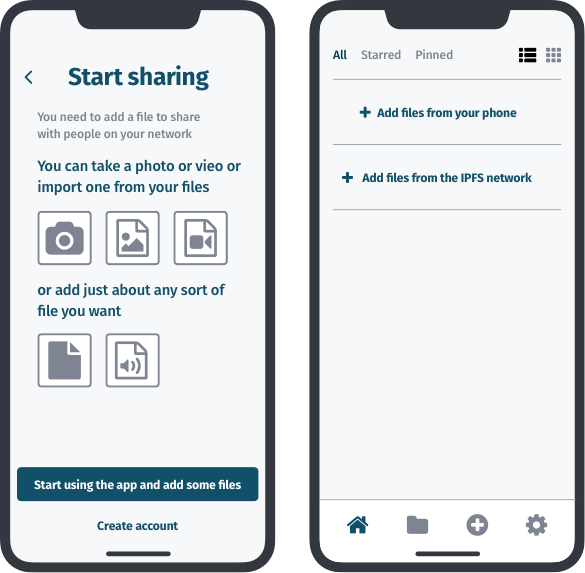 Start sharing
You need to add a file to share
with people on your network
You can take a photo or vieo or
import one from your files
or add just about any sort of
file you want
Start using the app and add some files
Create account
All Starred Pinned
Add files from your phone
Add files from the IPFS network